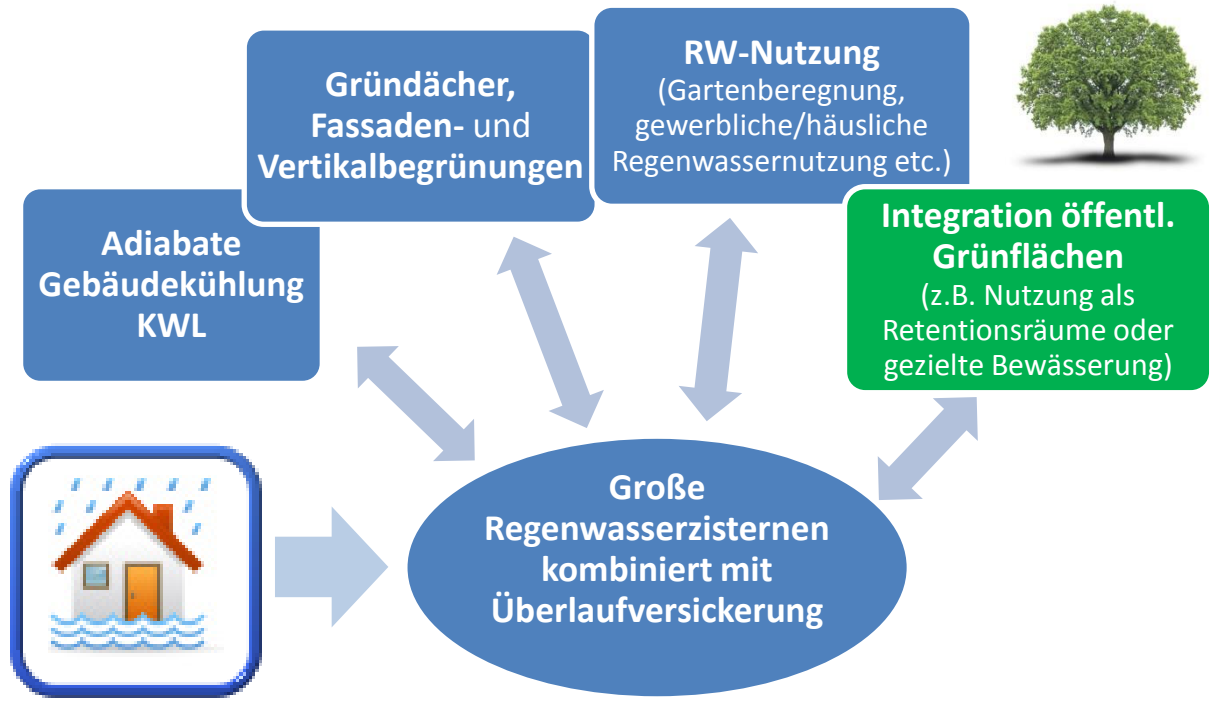 Adiabate
Gebäudekühlung
KWL
Gründächer,
Fassaden- und
Vertikalbegrünungen
RW-Nutzung
(Gartenberegnung,
gewerbliche/häusliche
Regenwassernutzung etc.)
Integration öffentl.
Grünflächen
(z.B. Nutzung als
Retentionsräume oder
gezielte Bewässerung)
Große
Regenwasserzisternen
kombiniert mit
Überlaufversickerung